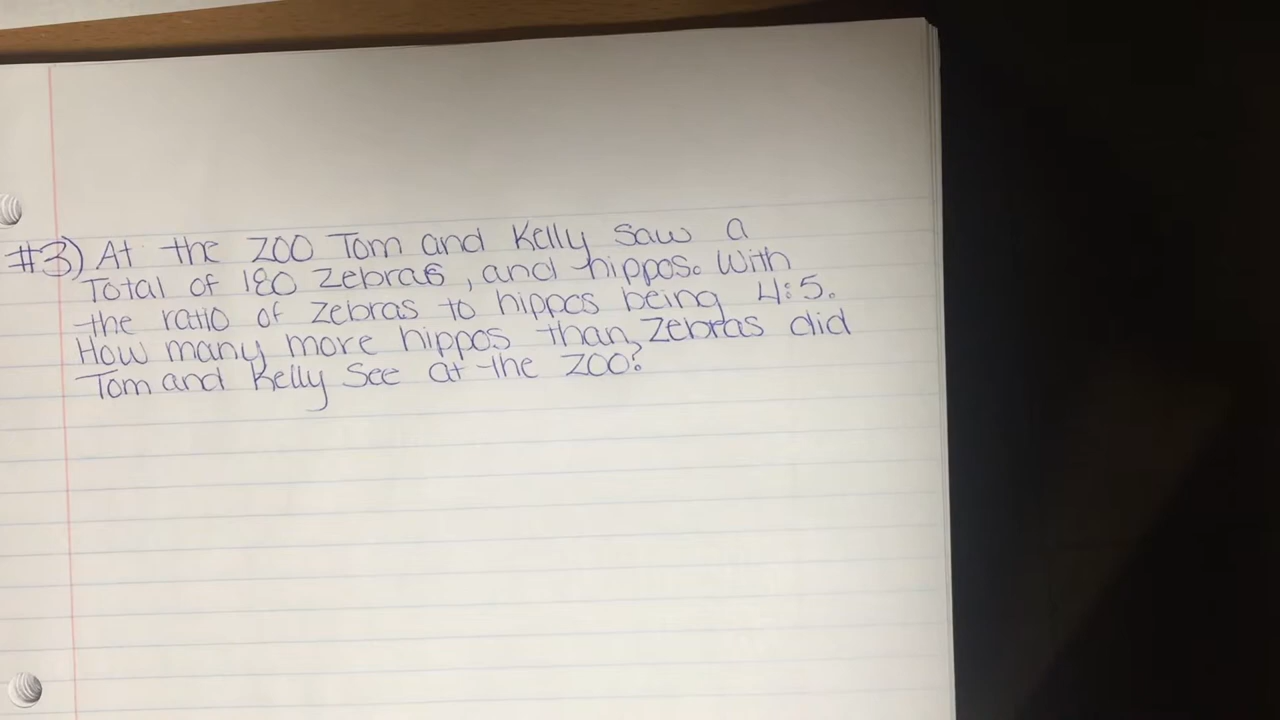 #3) At the zoo Tom and Kelly saw a
Total of 180 zebras, and hippos. With
the ratio of zebras to hippos being 4:5.
How many more hippos than zebras did
Tom and Kelly see at the zoo?